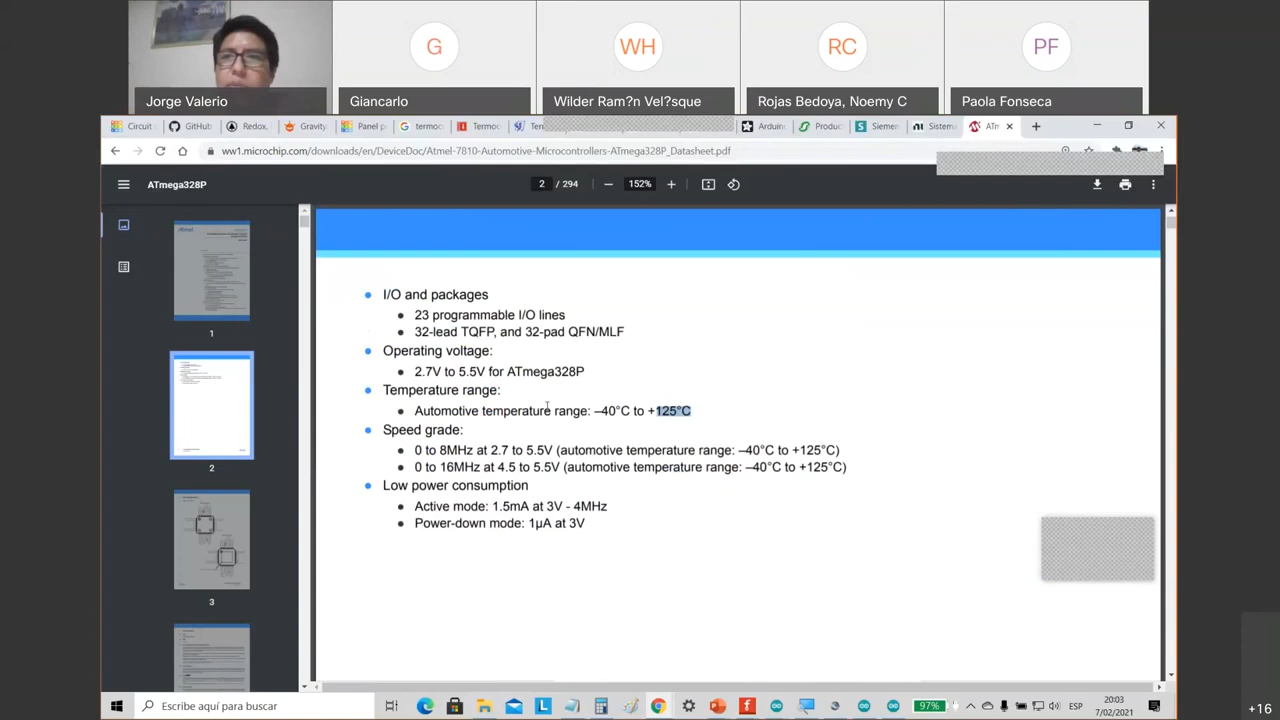 G
WH
RC
PF
Jorge Valerio
Giancarlo
Wilder Ram?n Vel?sque
Rojas Bedoya, Noemy C
Paola Fonseca
Circuit
GitHub
Redox,
Gravity
Panel p
termoc
Termoc
Ten
Arduin
Produc
Siemen
Sistema
ATm
ww1.microchip.com/downloads/en/DeviceDoc/Atmel-7810-Automotive-Microcontrollers-ATmega328P_Datasheet.pdf
ATmega328P
2 / 294
152%
1
2
3
I/O and packages
23 programmable I/O lines
32-lead TQFP, and 32-pad QFN/MLF
Operating voltage:
2.7V to 5.5V for ATmega328P
Temperature range:
Automotive temperature range: –40°C to +125°C
Speed grade:
0 to 8MHz at 2.7 to 5.5V (automotive temperature range: –40°C to +125°C)
0 to 16MHz at 4.5 to 5.5V (automotive temperature range: –40°C to +125°C)
Low power consumption
Active mode: 1.5mA at 3V - 4MHz
Power-down mode: 1µA at 3V
Escribe aquí para buscar
97%
ESP
20:03
7/02/2021
+16